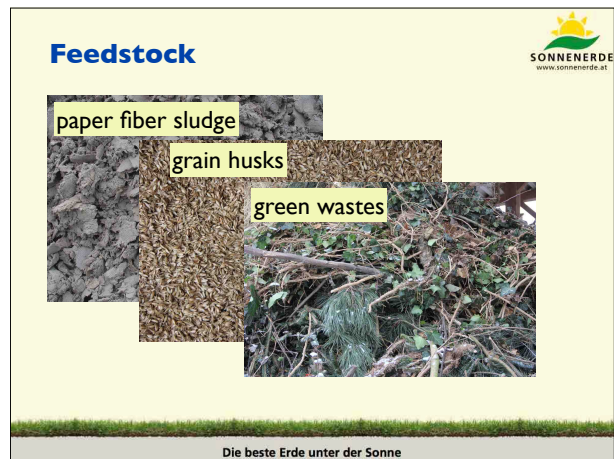 Feedstock
SONNENERDE
www.sonnenerde.at
paper fiber sludge
grain husks
green wastes
Die beste Erde unter der Sonne